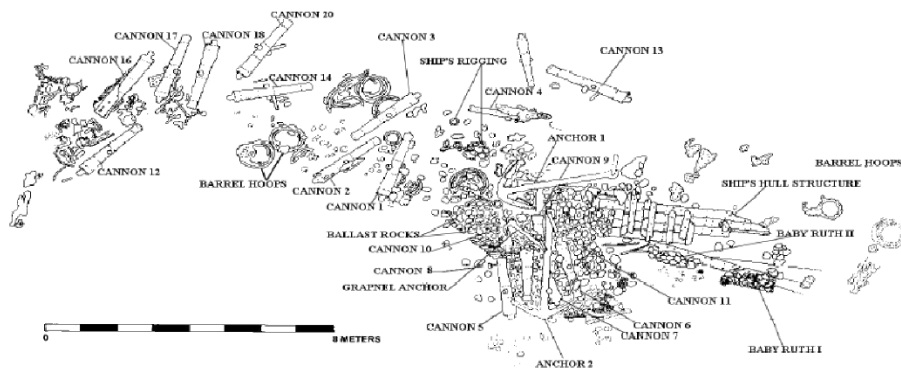 CANNON 20
CANNON 17
CANNON 18
CANNON 3
CANNON 13
CANNON 16
SHIP'S RIGGING
CANNON 14
CANNON 4
ANCHOR 1
CANNON 9
BARREL HOOPS
CANNON 12
BARREL HOOPS
CANNON 2
SHIP'S HULL STRUCTURE
CANNON 1
BALLAST ROCKS
BABY RUTH II
CANNON 10
CANNON 8
GRAPNEL ANCHOR
CANNON 11
CANNON 5
CANNON 6
0
8 METERS
CANNON 7
BABY RUTH I
ANCHOR 2